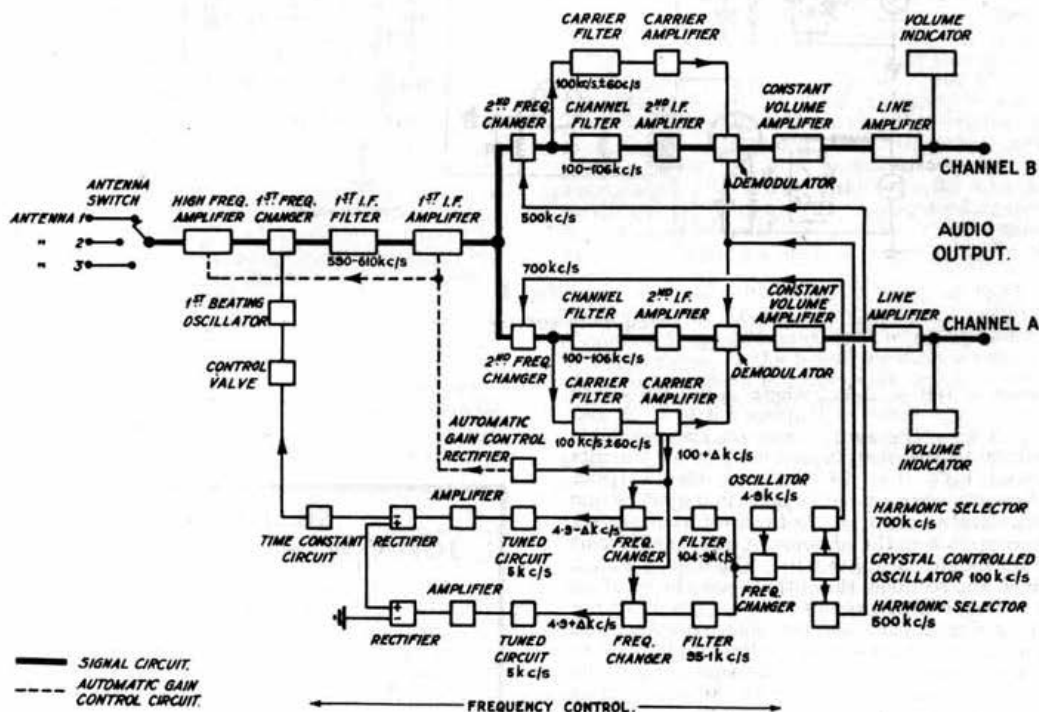 CARRIER
FILTER
CARRIER
AMPLIFIER
VOLUME
INDICATOR
100kc/s,±60c/s
2ND FREQ.
CHANGER
CHANNEL
FILTER
2ND I.F.
AMPLIFIER
CONSTANT
VOLUME
AMPLIFIER
LINE
AMPLIFIER
CHANNEL B
100-106kc/s
DEMODULATOR
ANTENNA
SWITCH
HIGH FREQ.
AMPLIFIER
1ST FREQ.
CHANGER
1ST I.F.
FILTER
1ST I.F.
AMPLIFIER
500kc/s
ANTENNA 1
" 2
" 3
590-610kc/s
AUDIO
OUTPUT.
700kc/s
1ST BEATING
OSCILLATOR
CHANNEL
FILTER
2ND I.F.
AMPLIFIER
CONSTANT
VOLUME
AMPLIFIER
LINE
AMPLIFIER
CHANNEL A
100-106kc/s
2ND FREQ.
CHANGER
DEMODULATOR
CONTROL
VALVE
CARRIER
FILTER
CARRIER
AMPLIFIER
100 kc/s,±60c/s
100+Δkc/s
AUTOMATIC
GAIN CONTROL
RECTIFIER
VOLUME
INDICATOR
AMPLIFIER
OSCILLATOR
4·9kc/s
HARMONIC SELECTOR
700kc/s
4·9-Δkc/s
TIME CONSTANT
CIRCUIT
RECTIFIER
TUNED
CIRCUIT
5kc/s
FREQ.
CHANGER
FILTER
104·9kc/s
CRYSTAL CONTROLLED
OSCILLATOR 100kc/s
FREQ.
CHANGER
AMPLIFIER
4·9+Δkc/s
HARMONIC SELECTOR
500kc/s
RECTIFIER
TUNED
CIRCUIT
5kc/s
FREQ.
CHANGER
FILTER
95·1kc/s
SIGNAL CIRCUIT.
AUTOMATIC GAIN
CONTROL CIRCUIT.
FREQUENCY CONTROL.